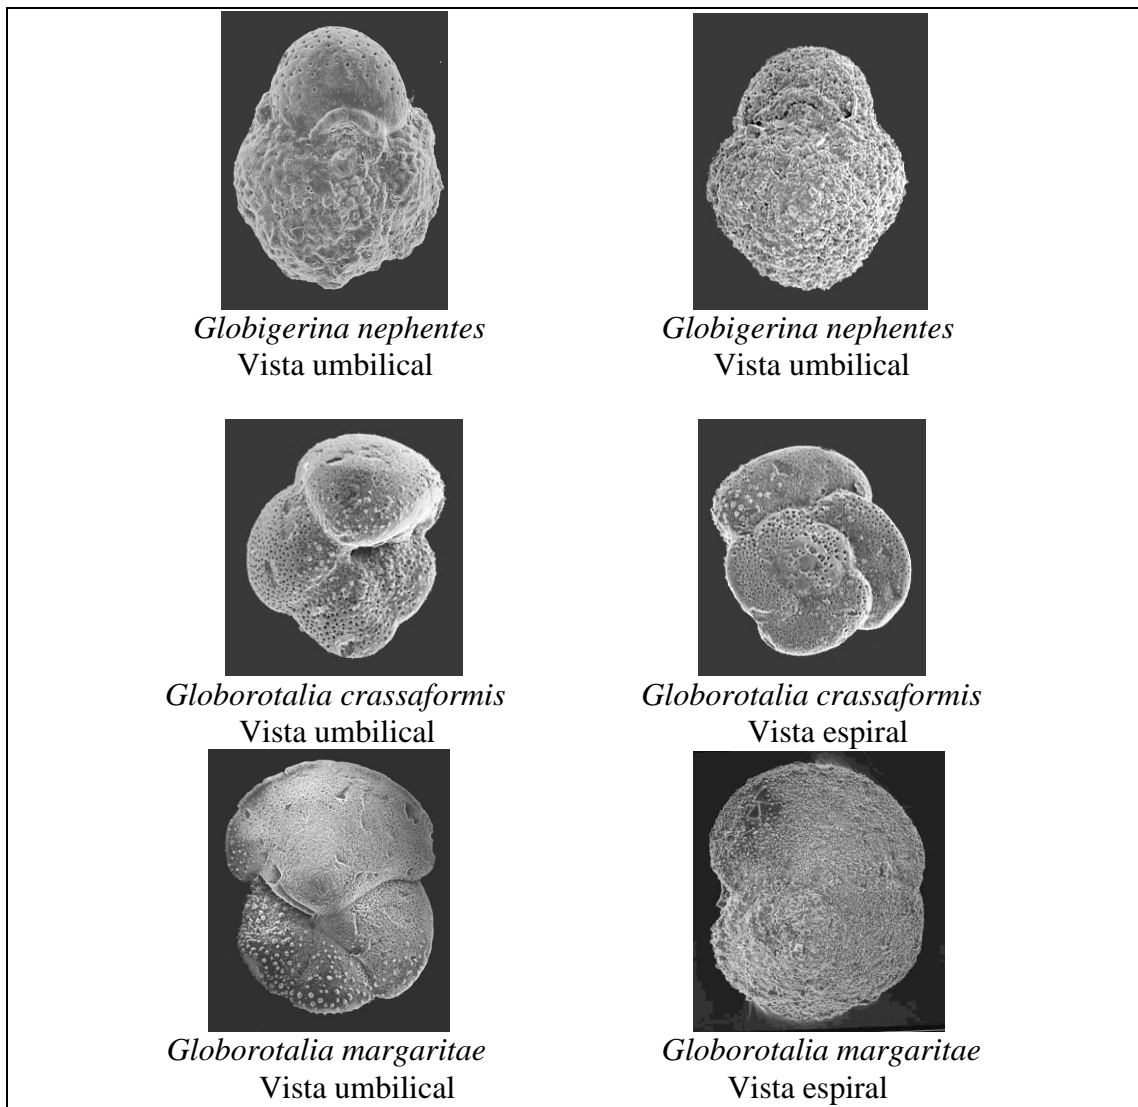 Globigerina nephentes
Vista umbilical
Globigerina nephentes
Vista umbilical
Globorotalia crassaformis
Vista umbilical
Globorotalia crassaformis
Vista espiral
Globorotalia margaritae
Vista umbilical
Globorotalia margaritae
Vista espiral